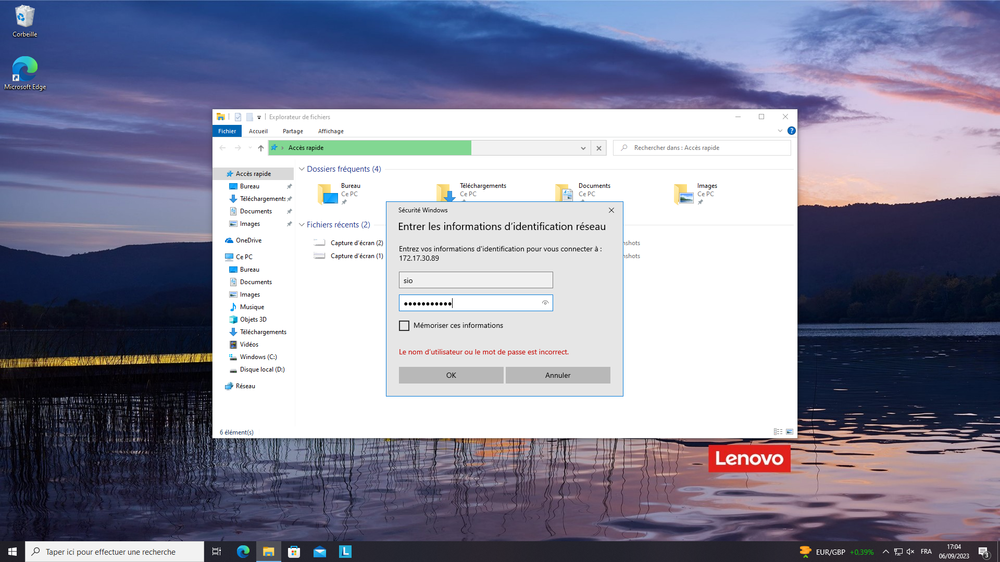 Corbeille
Microsoft Edge
Explorateur de fichiers
Fichier Accueil Partage Affichage
Accès rapide
Rechercher dans : Accès rapide
Accès rapide
Bureau
Téléchargements
Documents
Images
OneDrive
Ce PC
Bureau
Documents
Images
Musique
Objets 3D
Téléchargements
Vidéos
Windows (C:)
Disque local (D:)
Réseau
Dossiers fréquents (4)
Bureau
Ce PC
Téléchargements
Ce PC
Documents
Ce PC
Images
Ce PC
Fichiers récents (2)
Capture d'écran (2)
nshots
Capture d'écran (1)
nshots
Sécurité Windows
Entrer les informations d'identification réseau
Entrez vos informations d'identification pour vous connecter à :
172.17.30.89
sio
Mémoriser ces informations
Le nom d'utilisateur ou le mot de passe est incorrect.
OK Annuler
6 élément(s)
Lenovo
Taper ici pour effectuer une recherche
L
EUR/GBP +0,39%
FRA
17:04
06/09/2023
3